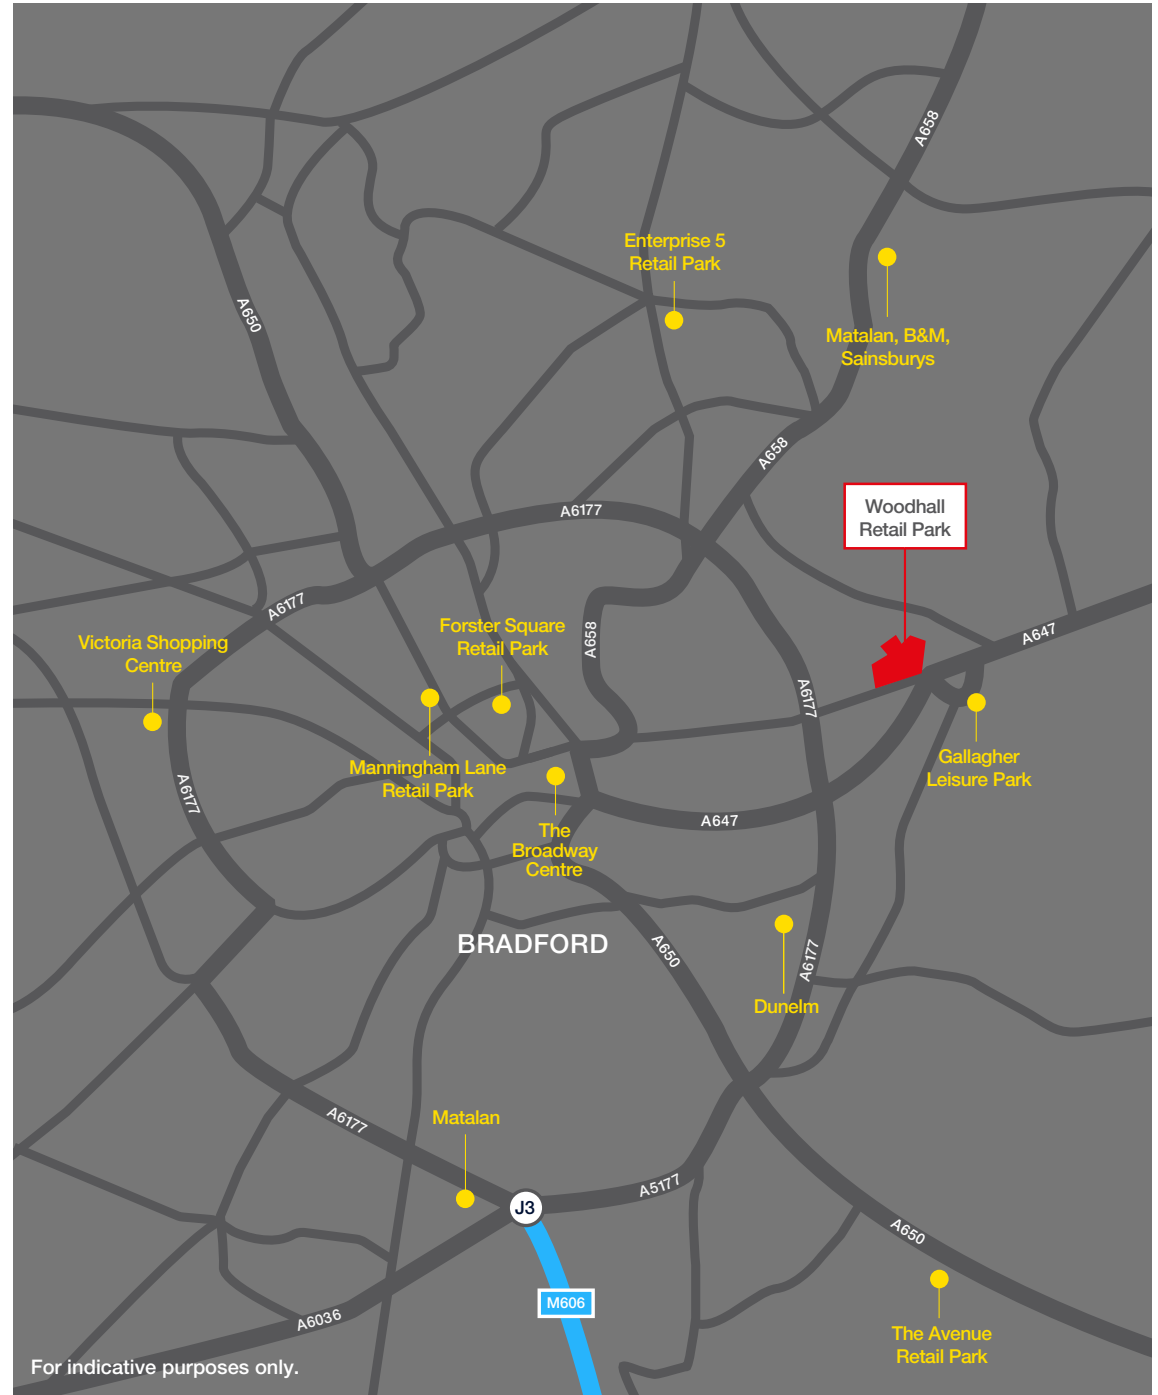 A658
Enterprise 5
Retail Park
A650
Matalan, B&M,
Sainsburys
A658
Woodhall
Retail Park
A6177
A6177
A658
A647
Victoria Shopping
Centre
Forster Square
Retail Park
A6177
Manningham Lane
Retail Park
Gallagher
Leisure Park
A6177
A647
The
Broadway
Centre
BRADFORD
A650
A6177
Dunelm
A6177
Matalan
A5177
J3
A650
M606
A6036
The Avenue
Retail Park
For indicative purposes only.